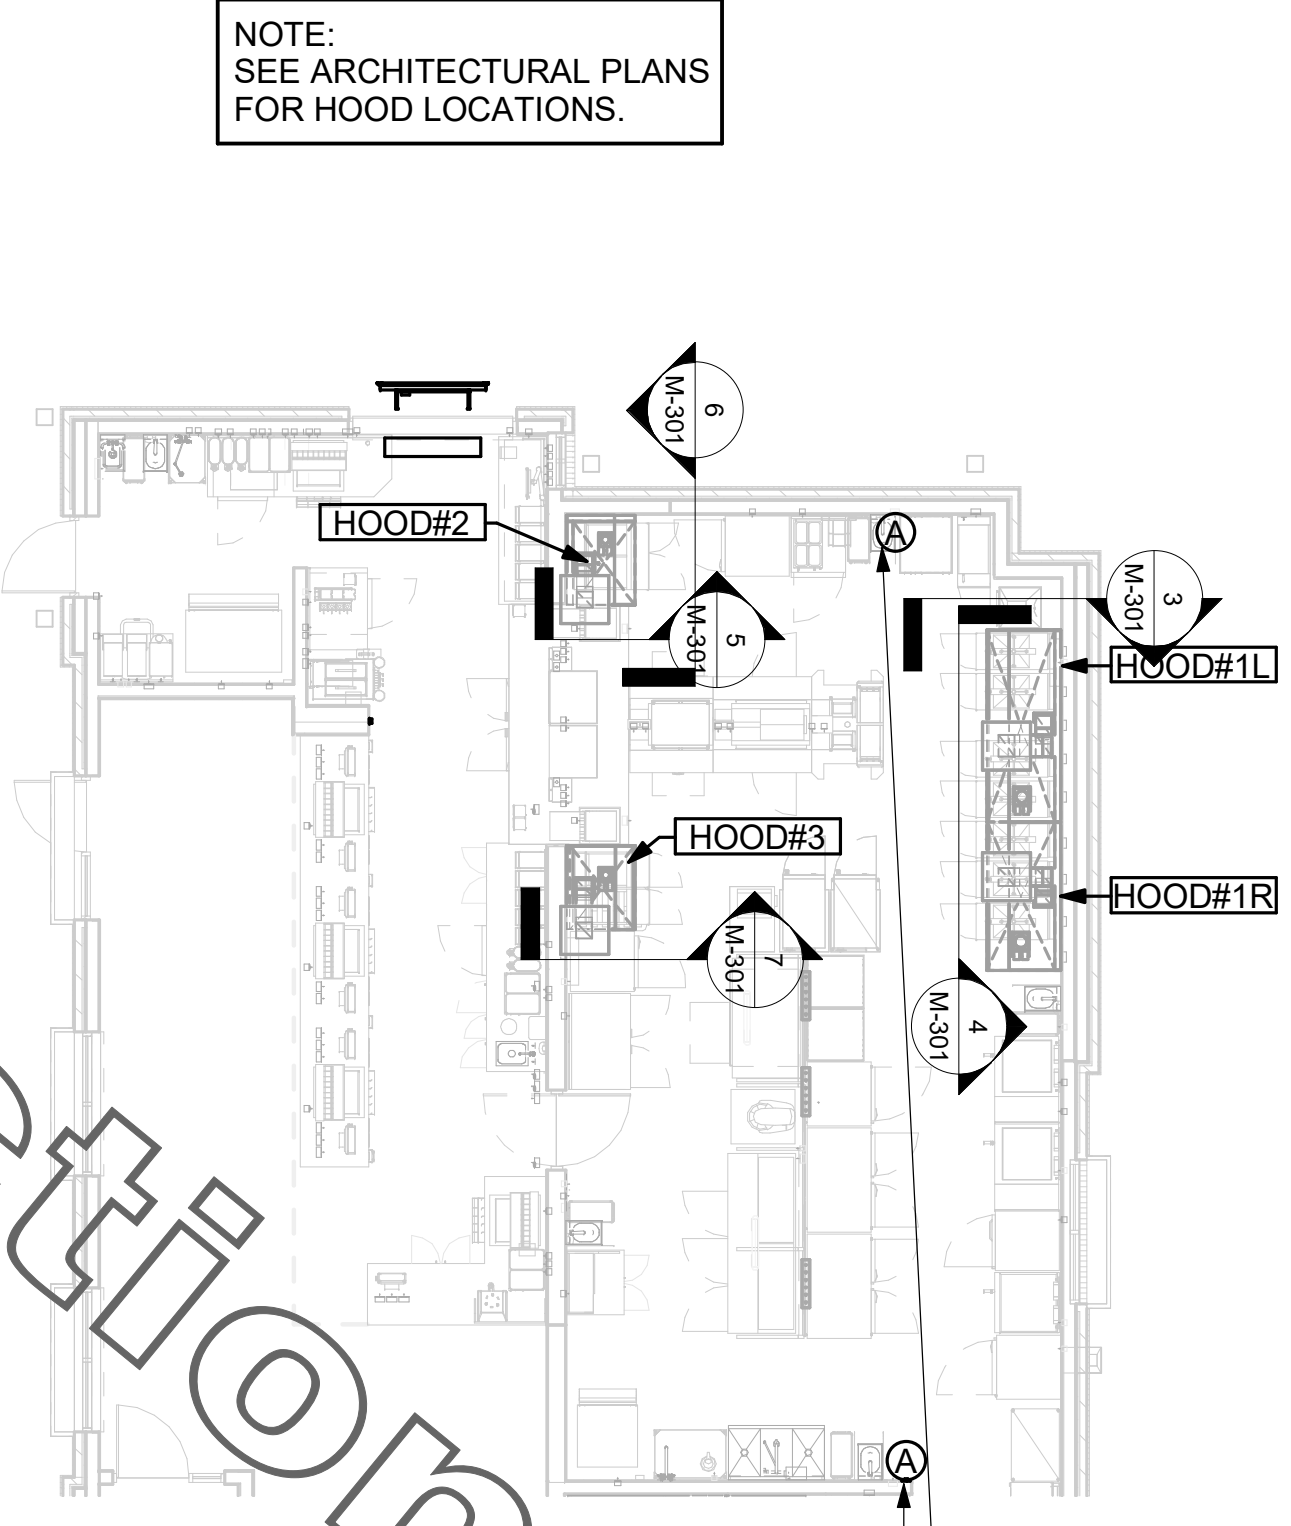 NOTE:
SEE ARCHITECTURAL PLANS
FOR HOOD LOCATIONS.
6
M-301
HOOD#2
A
3
M-301
5
M-301
HOOD#1L
HOOD#3
HOOD#1R
7
M-301
4
M-301
A
ction